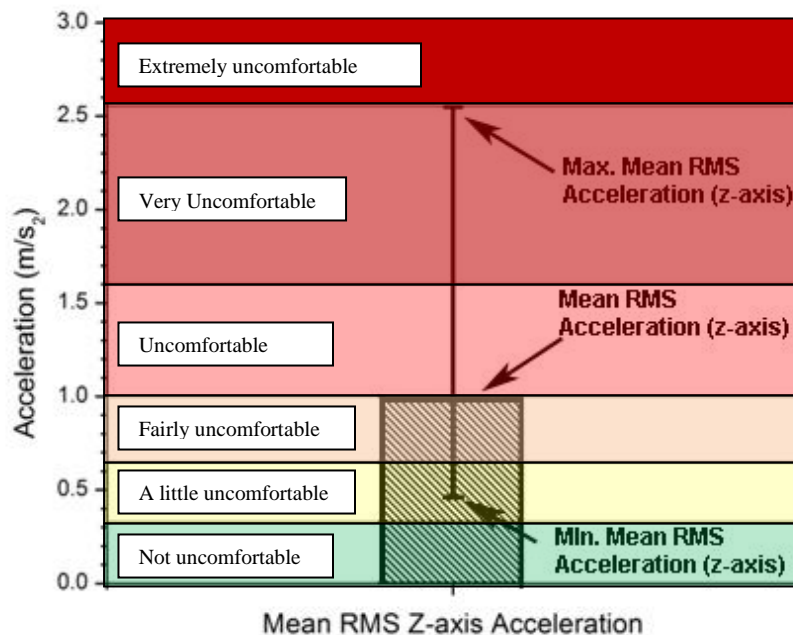 3.0
Extremely uncomfortable
2.5
Max. Mean RMS
Acceleration (z-axis)
Very Uncomfortable
2.0
Acceleration (m/s₂)
Mean RMS
Acceleration (z-axis)
1.5
Uncomfortable
1.0
Fairly uncomfortable
0.5
A little uncomfortable
Min. Mean RMS
Acceleration (z-axis)
Not uncomfortable
0.0
Mean RMS Z-axis Acceleration